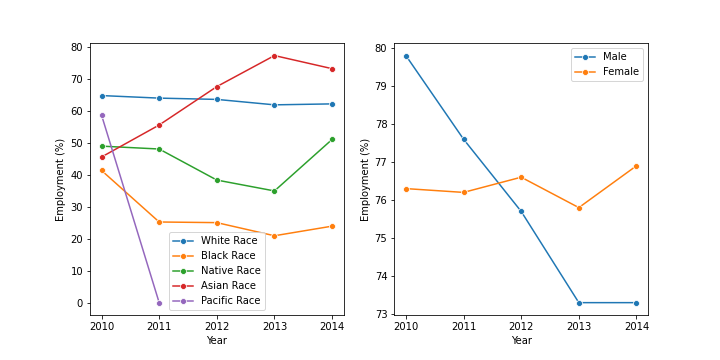 80
70
60
50
40
30
20
10
0
Employment (%)
2010 2011 2012 2013 2014
Year
White Race
Black Race
Native Race
Asian Race
Pacific Race
80
79
78
77
76
75
74
73
Employment (%)
2010 2011 2012 2013 2014
Year
Male
Female